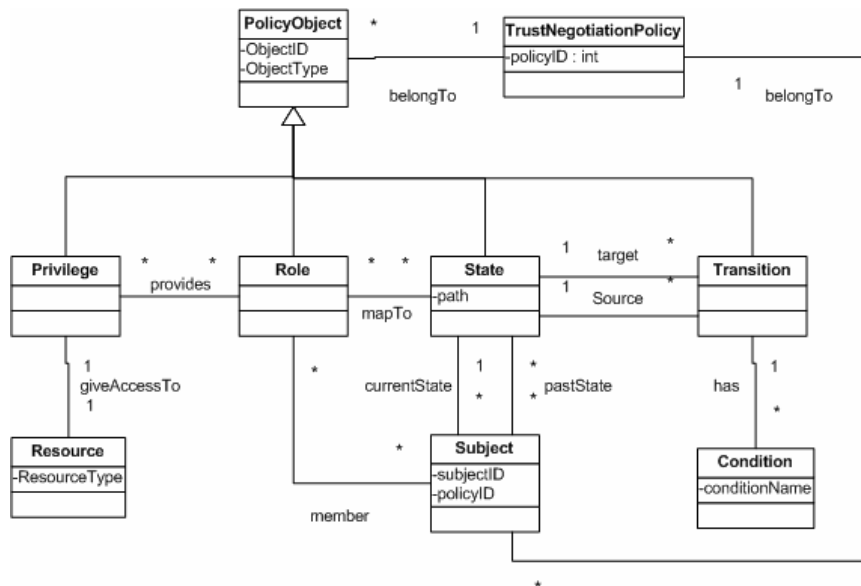 PolicyObject
-ObjectID
-ObjectType
* 1
belongTo
TrustNegotiationPolicy
-policyID : int
1 belongTo
Privilege
* *
provides
Role
* *
mapTo
State
-path
1 target *
1 Source *
Transition
1
giveAccessTo
1
*
currentState
1
*
*
pastState
*
has
1
*
Resource
-ResourceType
*
member
Subject
-subjectID
-policyID
Condition
-conditionName
*